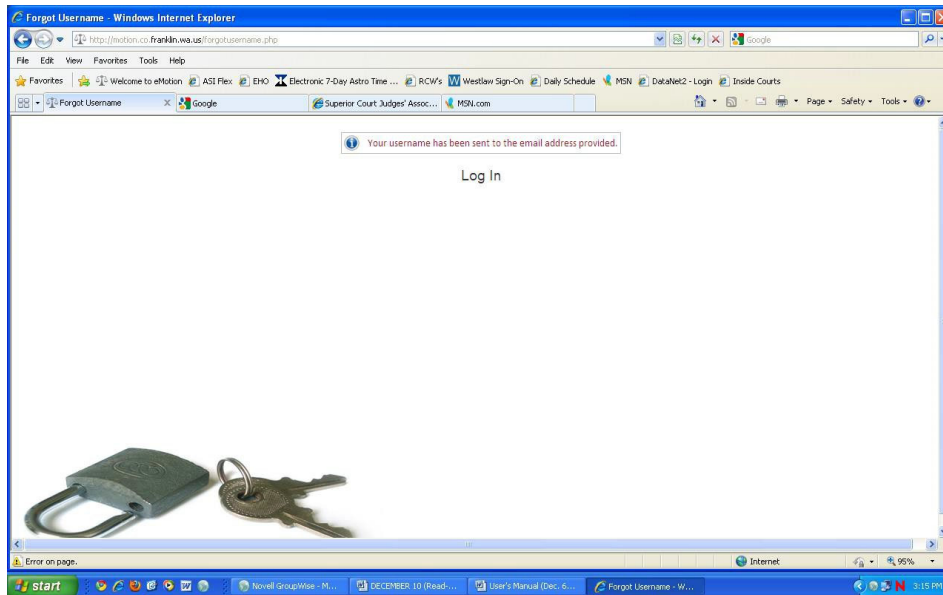 Forgot Username - Windows Internet Explorer
http://motion.co.franklin.wa.us/forgotusername.php
Google
File Edit View Favorites Tools Help
Favorites Welcome to eMotion ASI Flex EHO Electronic 7-Day Astro Time ... RCW's Westlaw Sign-On Daily Schedule MSN DataNet2 - Login Inside Courts
Forgot Username X Google Superior Court Judges' Assoc... MSN.com Page Safety Tools
Your username has been sent to the email address provided.
Log In
Error on page. Internet 95%
start Novell GroupWise - M... DECEMBER 10 (Read-... User's Manual (Dec. 6... Forgot Username - W... N 3:15 PM